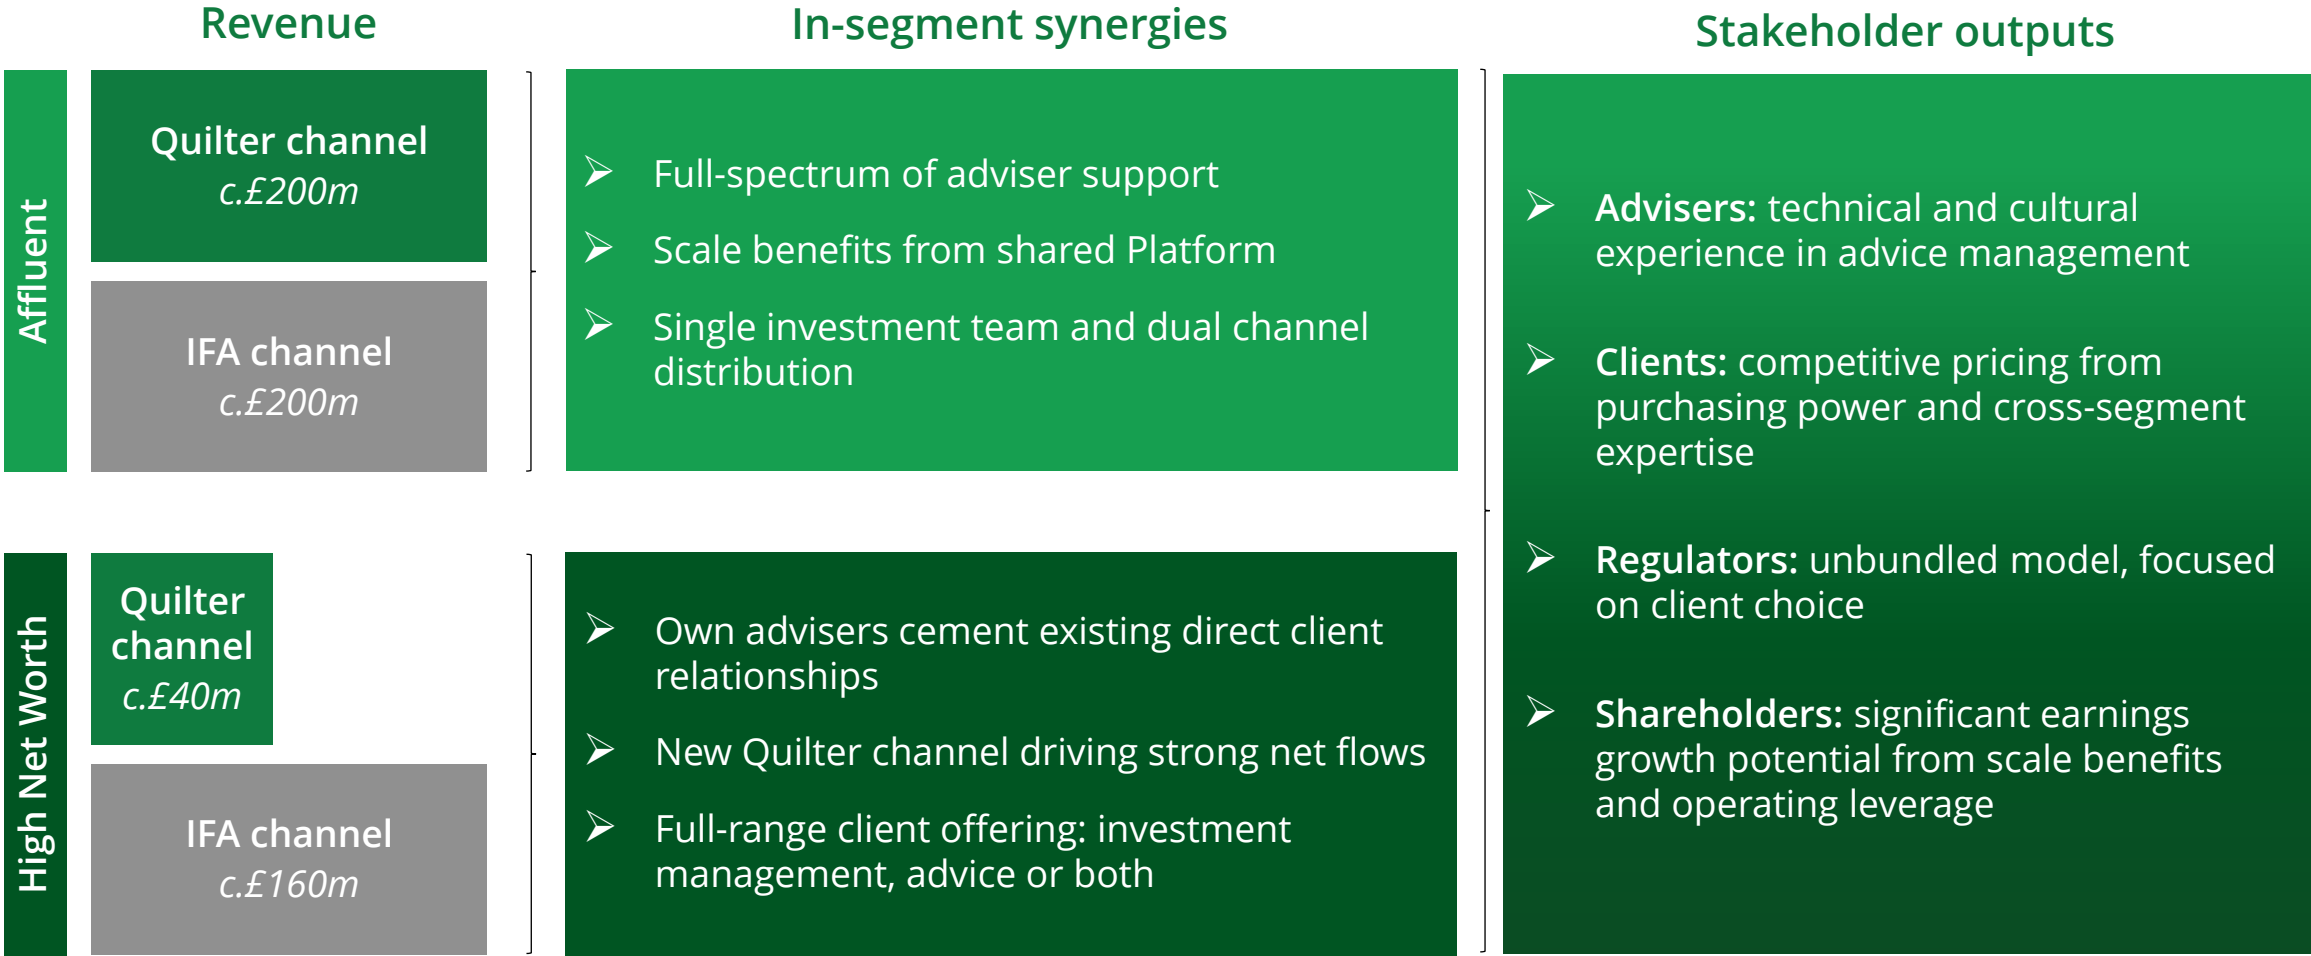 Revenue
In-segment synergies
Stakeholder outputs
Affluent
Quilter channel
c.£200m
IFA channel
c.£200m
Full-spectrum of adviser support
Scale benefits from shared Platform
Single investment team and dual channel
distribution
High Net Worth
Quilter
channel
c.£40m
IFA channel
c.£160m
Own advisers cement existing direct client
relationships
New Quilter channel driving strong net flows
Full-range client offering: investment
management, advice or both
Advisers: technical and cultural
experience in advice management
Clients: competitive pricing from
purchasing power and cross-segment
expertise
Regulators: unbundled model, focused
on client choice
Shareholders: significant earnings
growth potential from scale benefits
and operating leverage